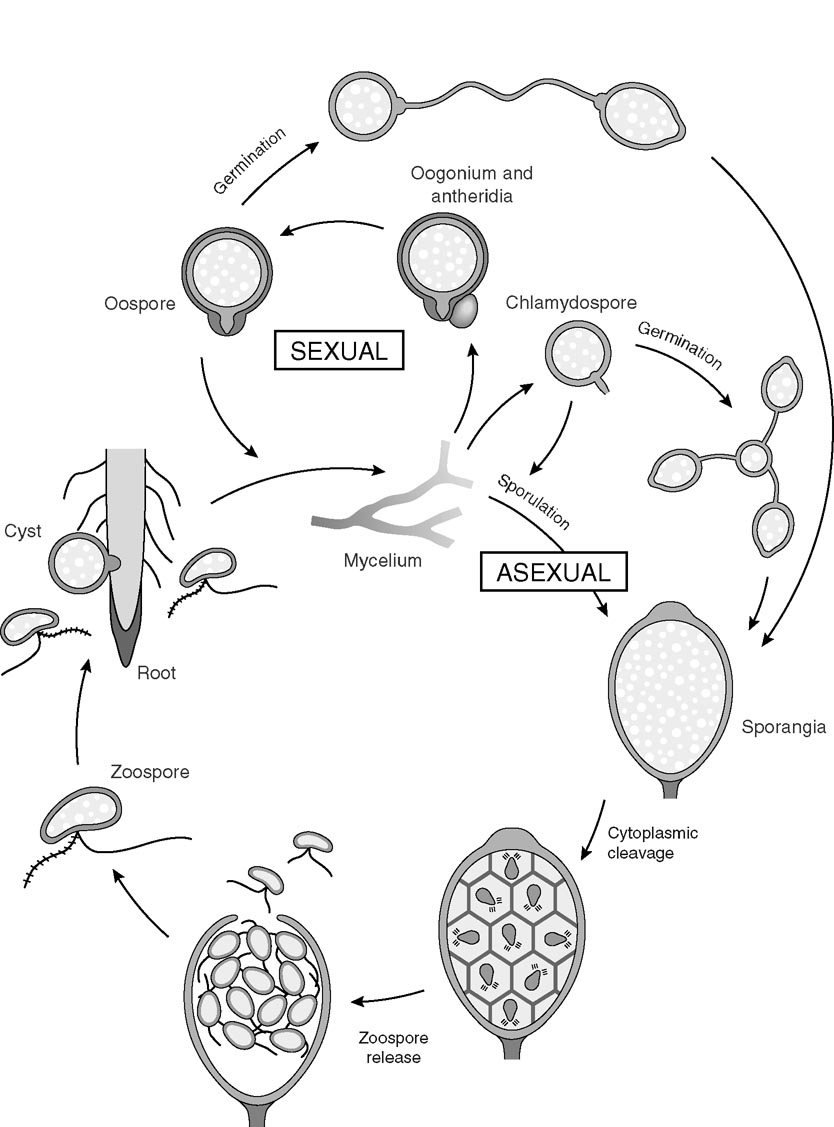 Germination
Oogonium and
antheridia
Oospore
Chlamydospore
SEXUAL
Germination
Sporulation
Cyst
Mycelium
ASEXUAL
Root
Sporangia
Zoospore
Cytoplasmic
cleavage
Zoospore
release